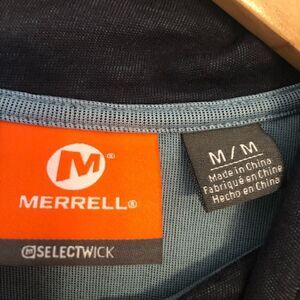 M®
MERRELL®
SELECTWICK
M / M
Made in China
Fabriqué en Chine
Hecho en China